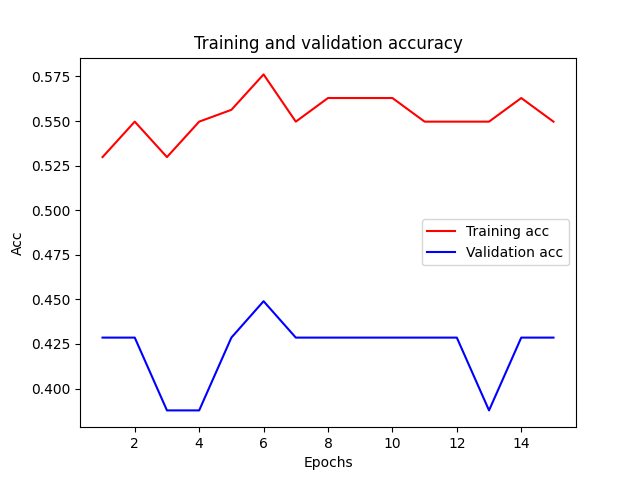 Training and validation accuracy
0.575
0.550
0.525
0.500
0.475
0.450
0.425
0.400
Acc
Training acc
Validation acc
2 4 6 8 10 12 14
Epochs